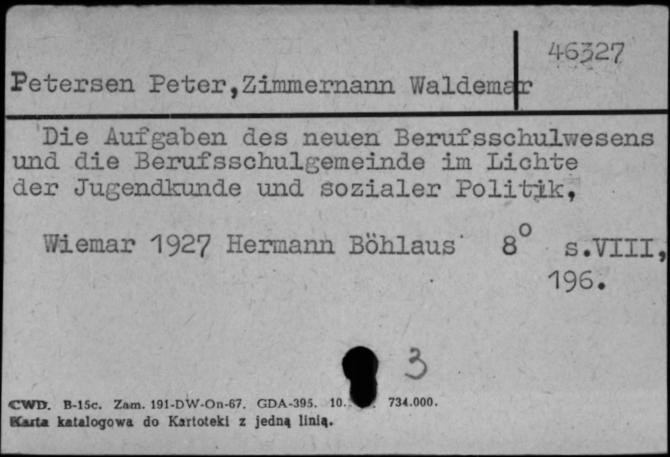 46327
Petersen Peter,Zimmernann Waldemar
Die Aufgaben des neuen Berufsschulwesens
und die Berufsschulgemeinde im Lichte
der Jugendkunde und sozialer Politik,
Wiemar 1927 Hermann Böhlaus 8° s.VIII,
196.
3
CWD. B-15c. Zam. 191-DW-On-67. GDA-395. 10. 734.000.
Karta katalogowa do Kartoteki z jedną linią.